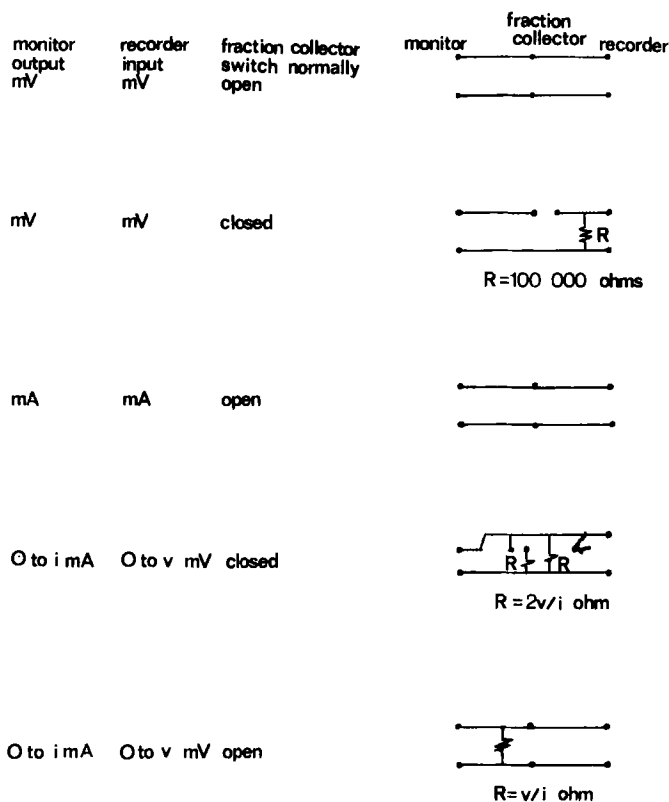 monitor output mV
recorder input mV
fraction collector switch normally open
monitor
fraction collector
recorder
mV mV closed
R
R=100 000 ohms
mA mA open
O to i mA O to v mV closed
R R
R=2v/i ohm
O to i mA O to v mV open
R=v/i ohm